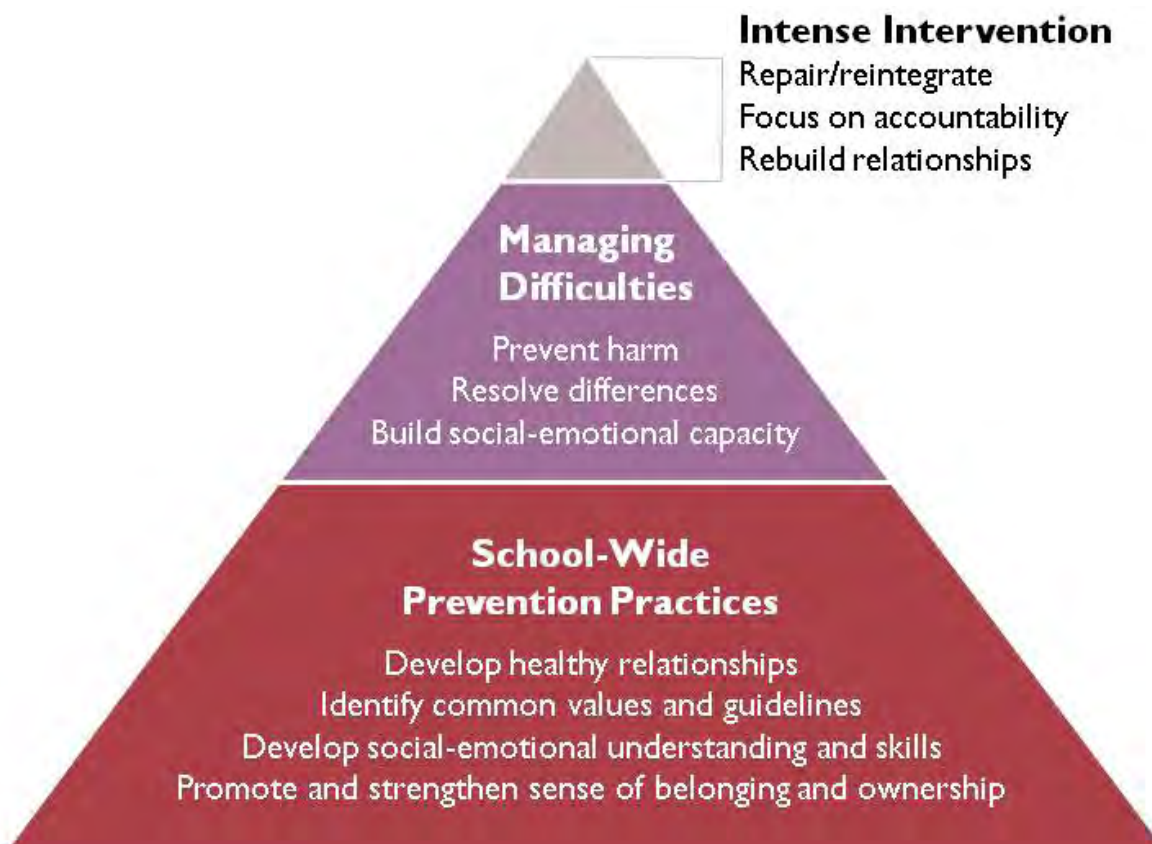 Intense Intervention
Repair/reintegrate
Focus on accountability
Rebuild relationships
Managing
Difficulties
Prevent harm
Resolve differences
Build social-emotional capacity
School-Wide
Prevention Practices
Develop healthy relationships
Identify common values and guidelines
Develop social-emotional understanding and skills
Promote and strengthen sense of belonging and ownership